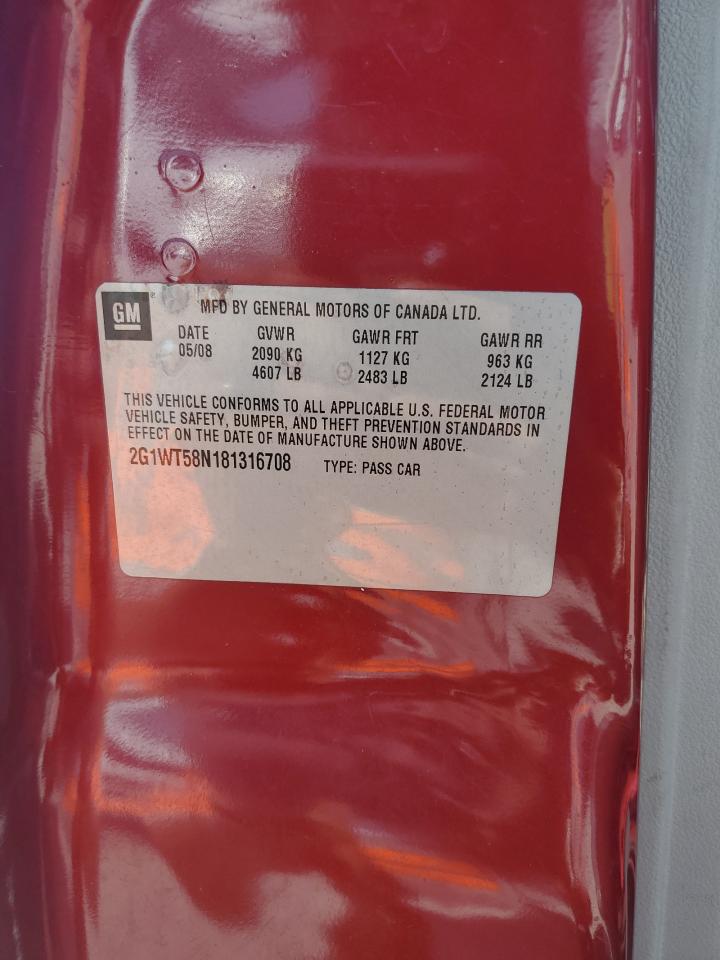 GM
MFD BY GENERAL MOTORS OF CANADA LTD.
DATE GVWR GAWR FRT GAWR RR
05/08 2090 KG 1127 KG 963 KG
4607 LB 2483 LB 2124 LB
THIS VEHICLE CONFORMS TO ALL APPLICABLE U.S. FEDERAL MOTOR
VEHICLE SAFETY, BUMPER, AND THEFT PREVENTION STANDARDS IN
EFFECT ON THE DATE OF MANUFACTURE SHOWN ABOVE.
2G1WT58N181316708 TYPE: PASS CAR